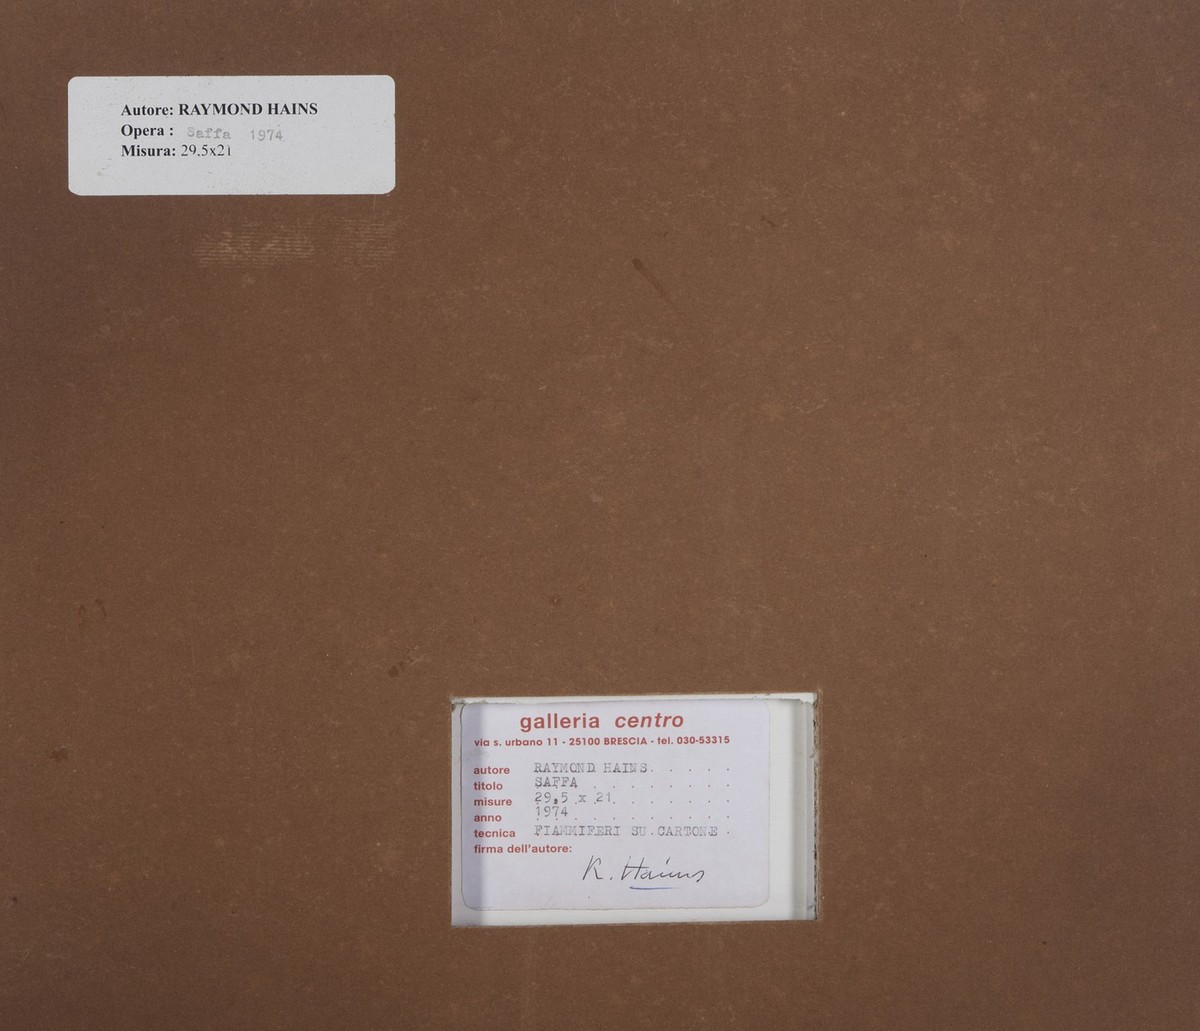 Autore: RAYMOND HAINS
Opera : Saffa 1974
Misura: 29,5x21
galleria centro
via s. urbano 11 - 25100 BRESCIA - tel. 030-53315
autore RAYMOND HAINS. . . . . .
titolo SAFFA . . . . . . . .
misure 29,5 x 21. . . . . . . .
anno 1974 . . . . . . . . .
tecnica FIAMMIFERI SU CARTONE .
firma dell'autore:
R. Hains